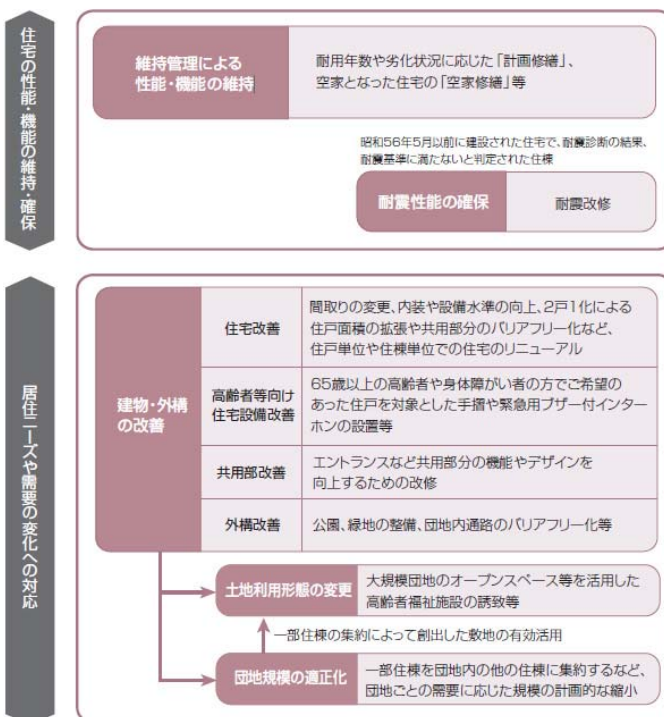 住宅の性能・機能の維持・確保
維持管理による
性能・機能の維持
耐用年数や劣化状況に応じた「計画修繕」、
空家となった住宅の「空家修繕」等
昭和56年5月以前に建設された住宅で、耐震診断の結果、
耐震基準に満たないと判定された住棟
耐震性能の確保
耐震改修
居住ニーズや需要の変化への対応
建物・外構
の改善
住宅改善
間取りの変更、内装や設備水準の向上、2戸1化による
住戸面積の拡張や共用部分のバリアフリー化など、
住戸単位や住棟単位での住宅のリニューアル
高齢者等向け
住宅設備改善
65歳以上の高齢者や身体障がい者の方でご希望の
あった住戸を対象とした手摺や緊急用ブザー付インター
ホンの設置等
共用部改善
エントランスなど共用部分の機能やデザインを
向上するための改修
外構改善
公園、緑地の整備、団地内通路のバリアフリー化等
土地利用形態の変更
大規模団地のオープンスペース等を活用した
高齢者福祉施設の誘致等
一部住棟の集約によって創出した敷地の有効活用
団地規模の適正化
一部住棟を団地内の他の住棟に集約するなど、
団地ごとの需要に応じた規模の計画的な縮小